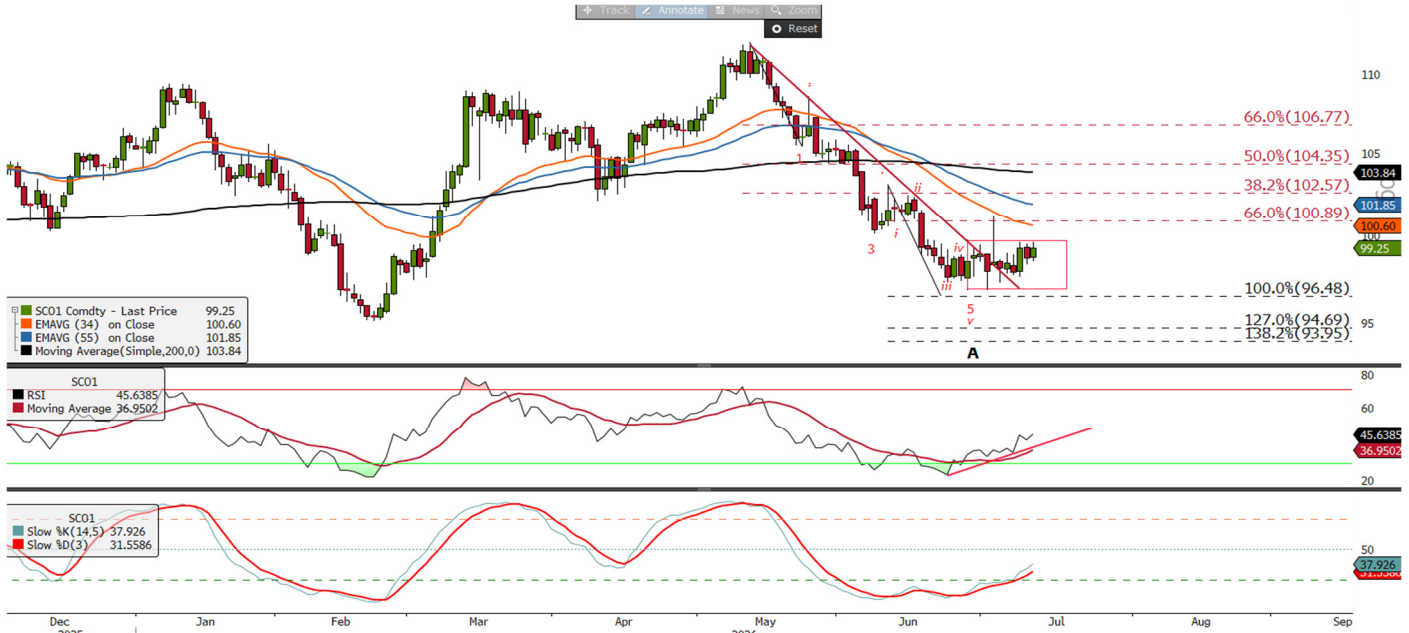 Track Annotate News Zoom
Reset
110
105
100
95
66.0%(106.77)
50.0%(104.35)
38.2%(102.57)
66.0%(100.89)
100.0%(96.48)
127.0%(94.69)
138.2%(93.95)
103.84
101.85
100.60
99.25
1
3
i
ii
iii
iv
5
v
A
SCO1 Comdty - Last Price 99.25
EMAVG (34) on Close 100.60
EMAVG (55) on Close 101.85
Moving Average(Simple,200,0) 103.84
SCO1
RSI 45.6385
Moving Average 36.9502
80
60
45.6385
36.9502
20
SCO1
Slow %K(14,5) 37.926
Slow %D(3) 31.5586
50
37.926
31.5586
Dec Jan Feb Mar Apr May Jun Jul Aug Sep